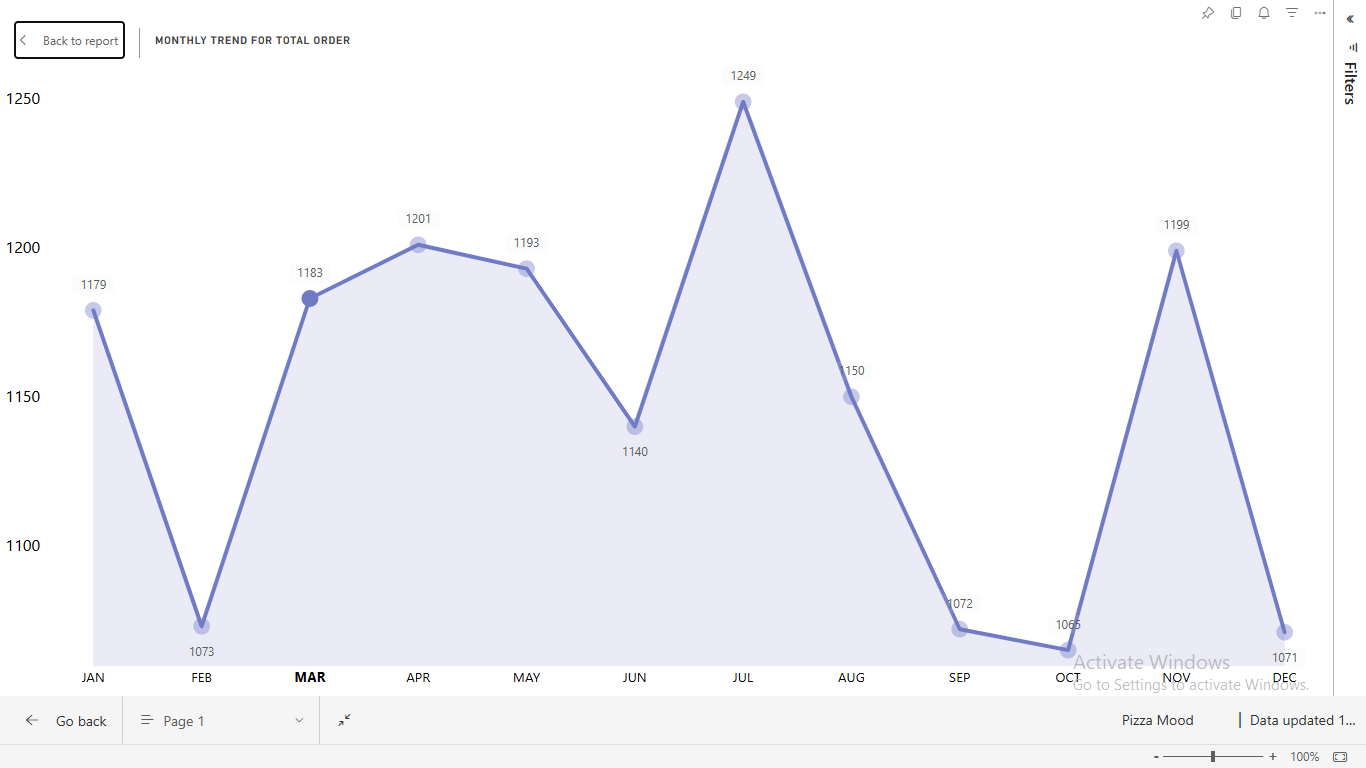 Back to report
MONTHLY TREND FOR TOTAL ORDER
«
Filters
1250
1200
1150
1100
1179
1073
1183
1201
1193
1140
1249
1150
1072
1065
1199
1071
JAN FEB MAR APR MAY JUN JUL AUG SEP OCT NOV DEC
Activate Windows
Go to Settings to activate Windows.
Go back
Page 1
Pizza Mood
| Data updated 1...
- + 100%